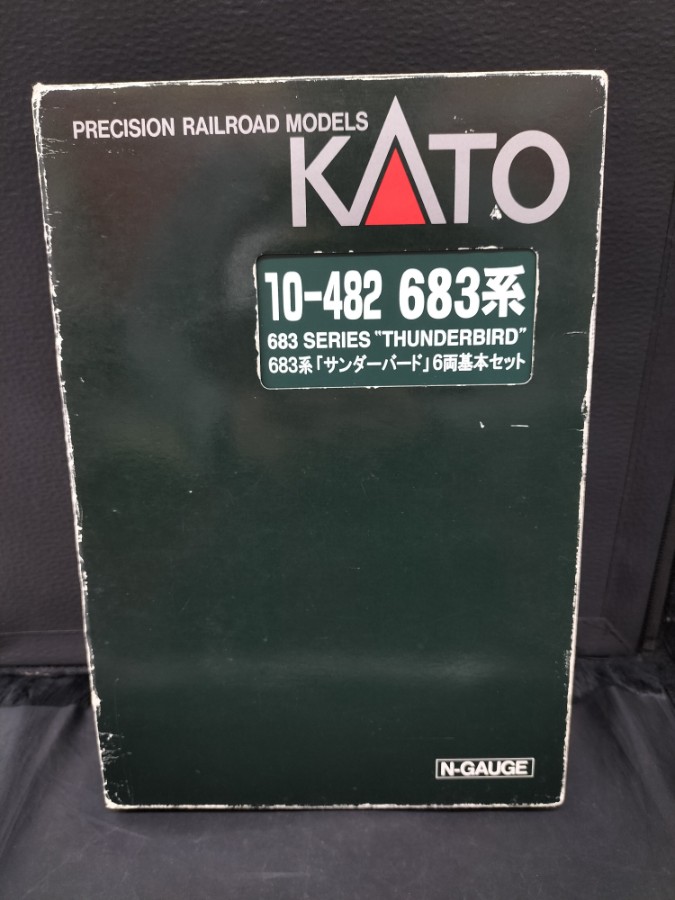 PRECISION RAILROAD MODELS
KATO
10-482 683系
683 SERIES "THUNDERBIRD"
683系「サンダーバード」6両基本セット
N-GAUGE